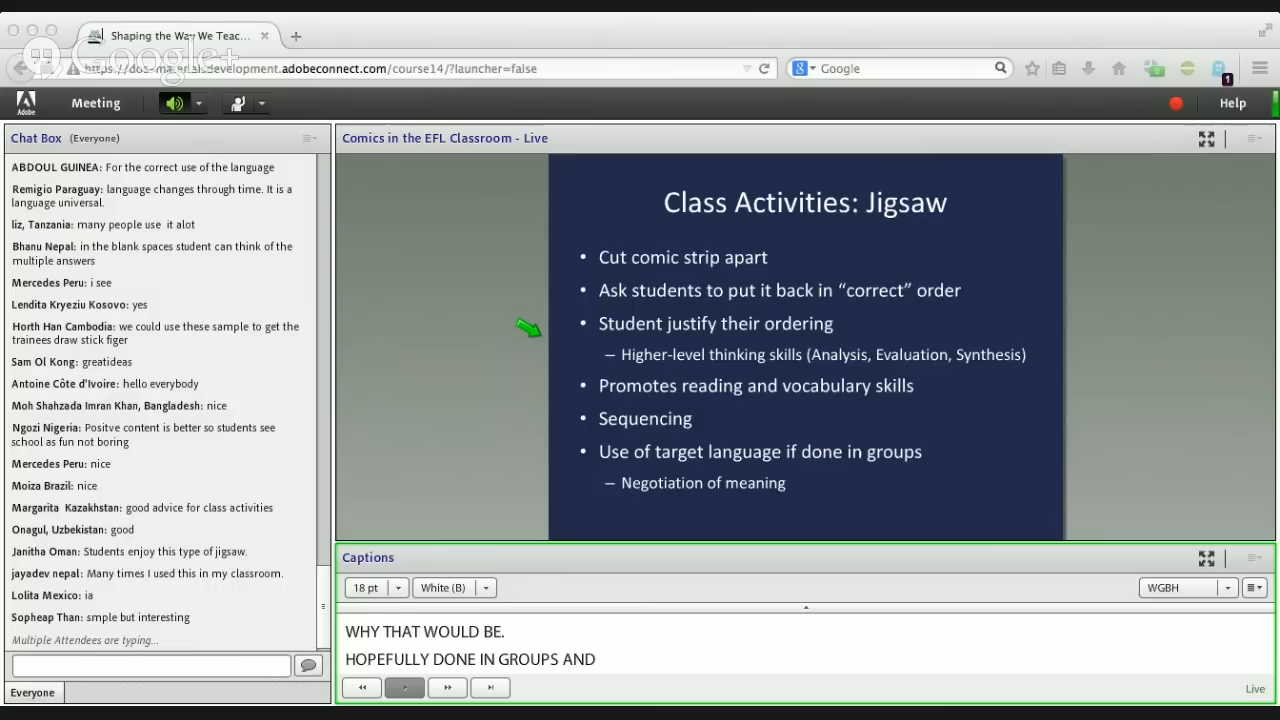 Shaping the Way We Teac...
Google+
adobeconnect.com/course14/?launcher=false
Google
1
Adobe
Meeting
Help
Chat Box (Everyone)
ABDOUL GUINEA: For the correct use of the language
Remigio Paraguay: language changes through time. It is a
language universal.
liz, Tanzania: many people use it alot
Bhanu Nepal: in the blank spaces student can think of the
multiple answers
Mercedes Peru: i see
Lendita Kryeziu Kosovo: yes
Horth Han Cambodia: we could use these sample to get the
trainees draw stick figer
Sam Ol Kong: greatideas
Antoine Côte d'Ivoire: hello everybody
Moh Shahzada Imran Khan, Bangladesh: nice
Ngozi Nigeria: Positve content is better so students see
school as fun not boring
Mercedes Peru: nice
Moiza Brazil: nice
Margarita Kazakhstan: good advice for class activities
Onagul, Uzbekistan: good
Janitha Oman: Students enjoy this type of jigsaw.
jayadev nepal: Many times I used this in my classroom.
Lolita Mexico: ia
Sopheap Than: smple but interesting
Multiple Attendees are typing...
Everyone
Comics in the EFL Classroom - Live
Class Activities: Jigsaw
• Cut comic strip apart
• Ask students to put it back in “correct” order
• Student justify their ordering
– Higher-level thinking skills (Analysis, Evaluation, Synthesis)
• Promotes reading and vocabulary skills
• Sequencing
• Use of target language if done in groups
– Negotiation of meaning
Captions
18 pt
White (B)
WGBH
WHY THAT WOULD BE.
HOPEFULLY DONE IN GROUPS AND
Live